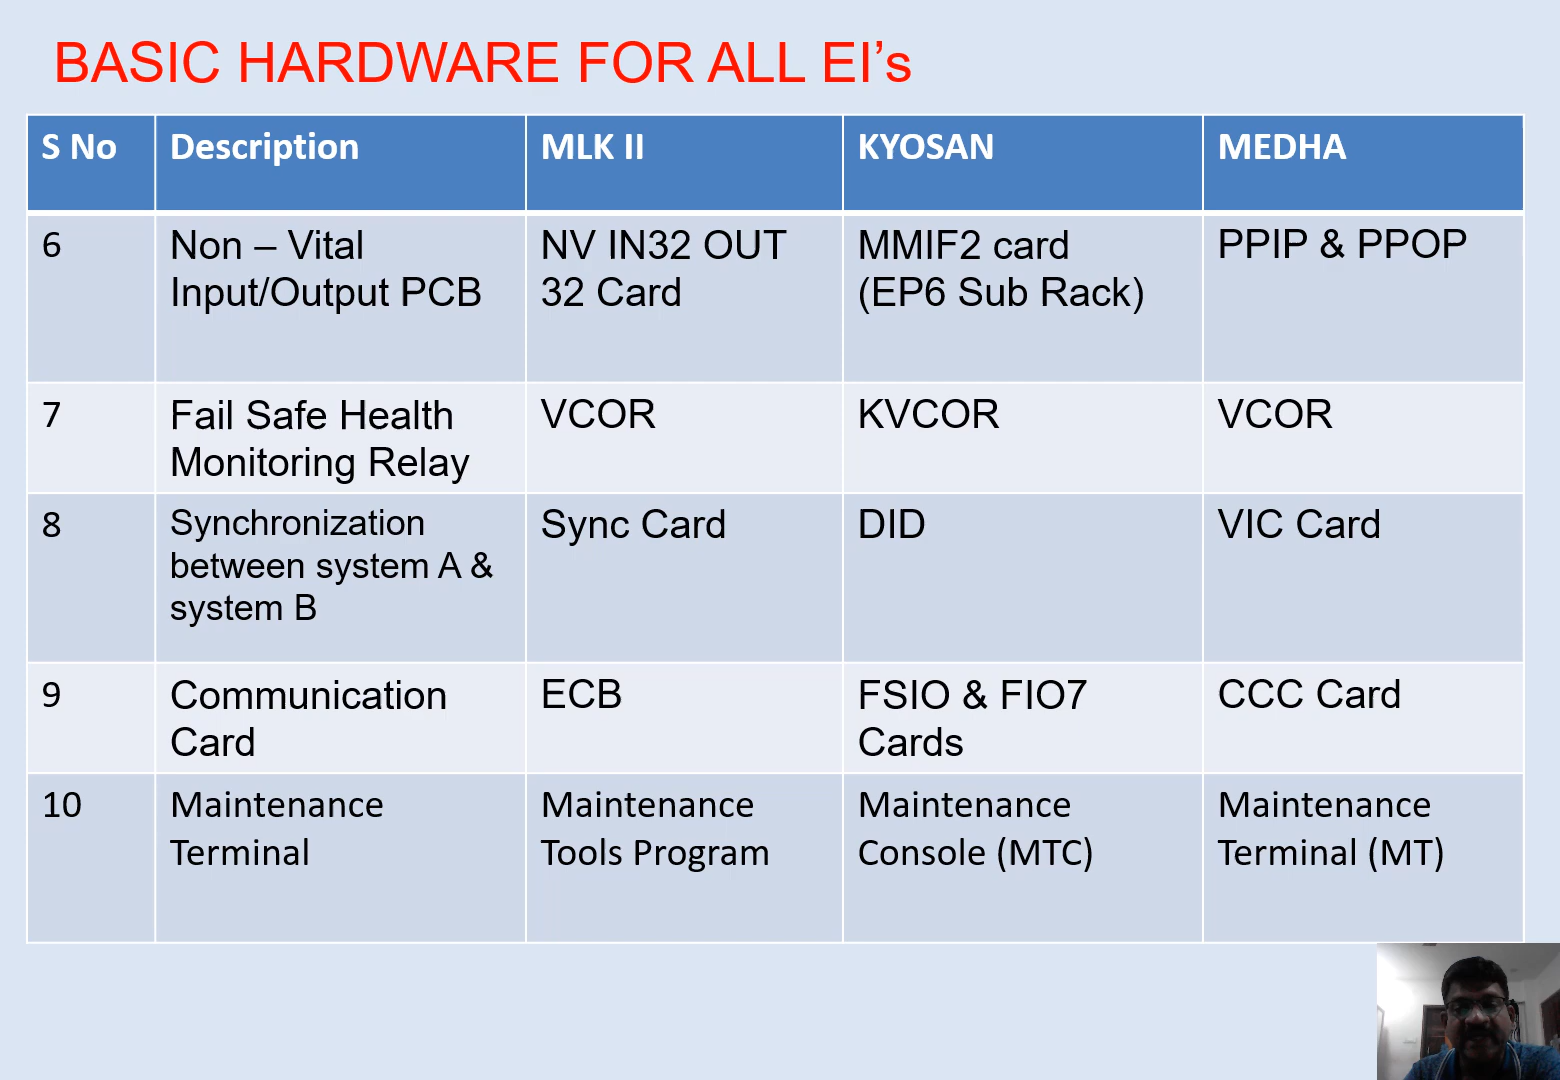 BASIC HARDWARE FOR ALL EI’s
S No Description MLK II KYOSAN MEDHA
6 Non – Vital Input/Output PCB NV IN32 OUT 32 Card MMIF2 card (EP6 Sub Rack) PPIP & PPOP
7 Fail Safe Health Monitoring Relay VCOR KVCOR VCOR
8 Synchronization between system A & system B Sync Card DID VIC Card
9 Communication Card ECB FSIO & FIO7 Cards CCC Card
10 Maintenance Terminal Maintenance Tools Program Maintenance Console (MTC) Maintenance Terminal (MT)